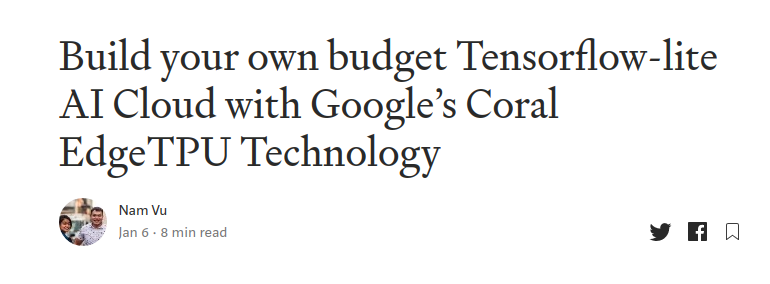 Build your own budget Tensorflow-lite
AI Cloud with Google’s Coral
EdgeTPU Technology
Nam Vu
Jan 6 · 8 min read